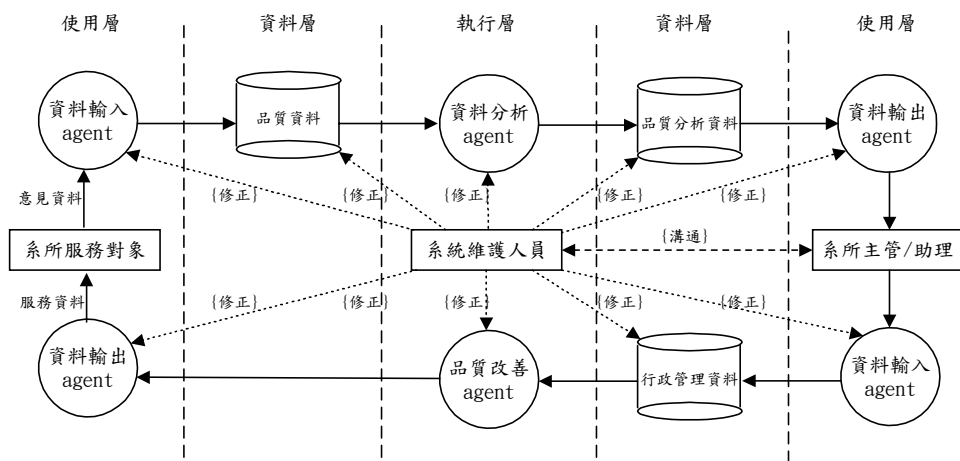 使用層
資料層
執行層
資料層
使用層
資料輸入
agent
品質資料
資料分析
agent
品質分析資料
資料輸出
agent
{修正}
{修正}
{修正}
{修正}
{修正}
意見資料
系所服務對象
系統維護人員
{溝通}
系所主管/助理
服務資料
{修正}
{修正}
{修正}
{修正}
{修正}
資料輸出
agent
品質改善
agent
行政管理資料
資料輸入
agent